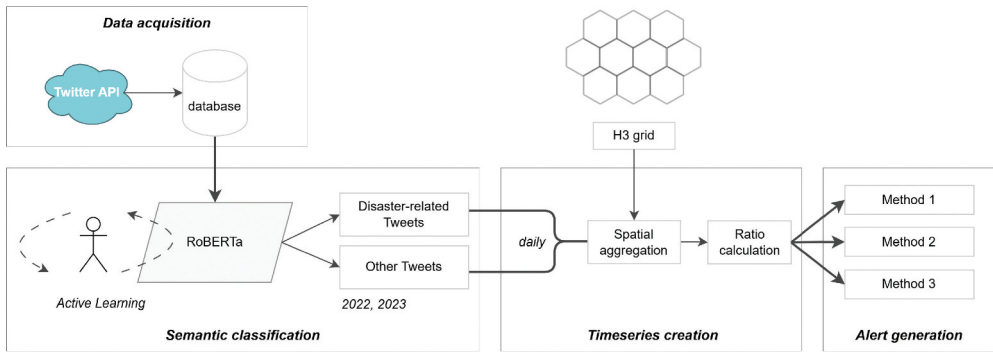 Data acquisition
Twitter API
database
H3 grid
Disaster-related
Tweets
RoBERTa
Other Tweets
Active Learning
2022, 2023
Semantic classification
daily
Spatial
aggregation
Ratio
calculation
Timeseries creation
Method 1
Method 2
Method 3
Alert generation